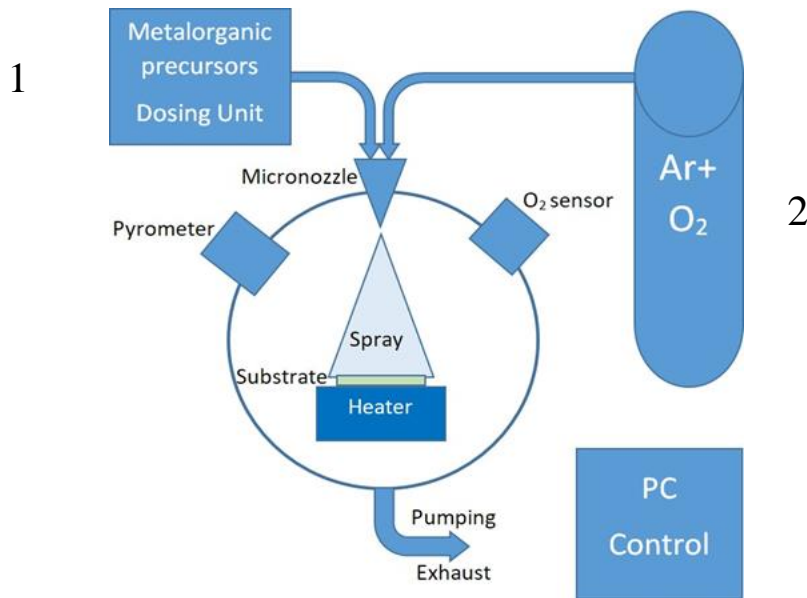 1
Metalorganic
precursors
Dosing Unit
Micronozzle
Pyrometer
O₂ sensor
Ar+
O₂
2
Spray
Substrate
Heater
Pumping
Exhaust
PC
Control